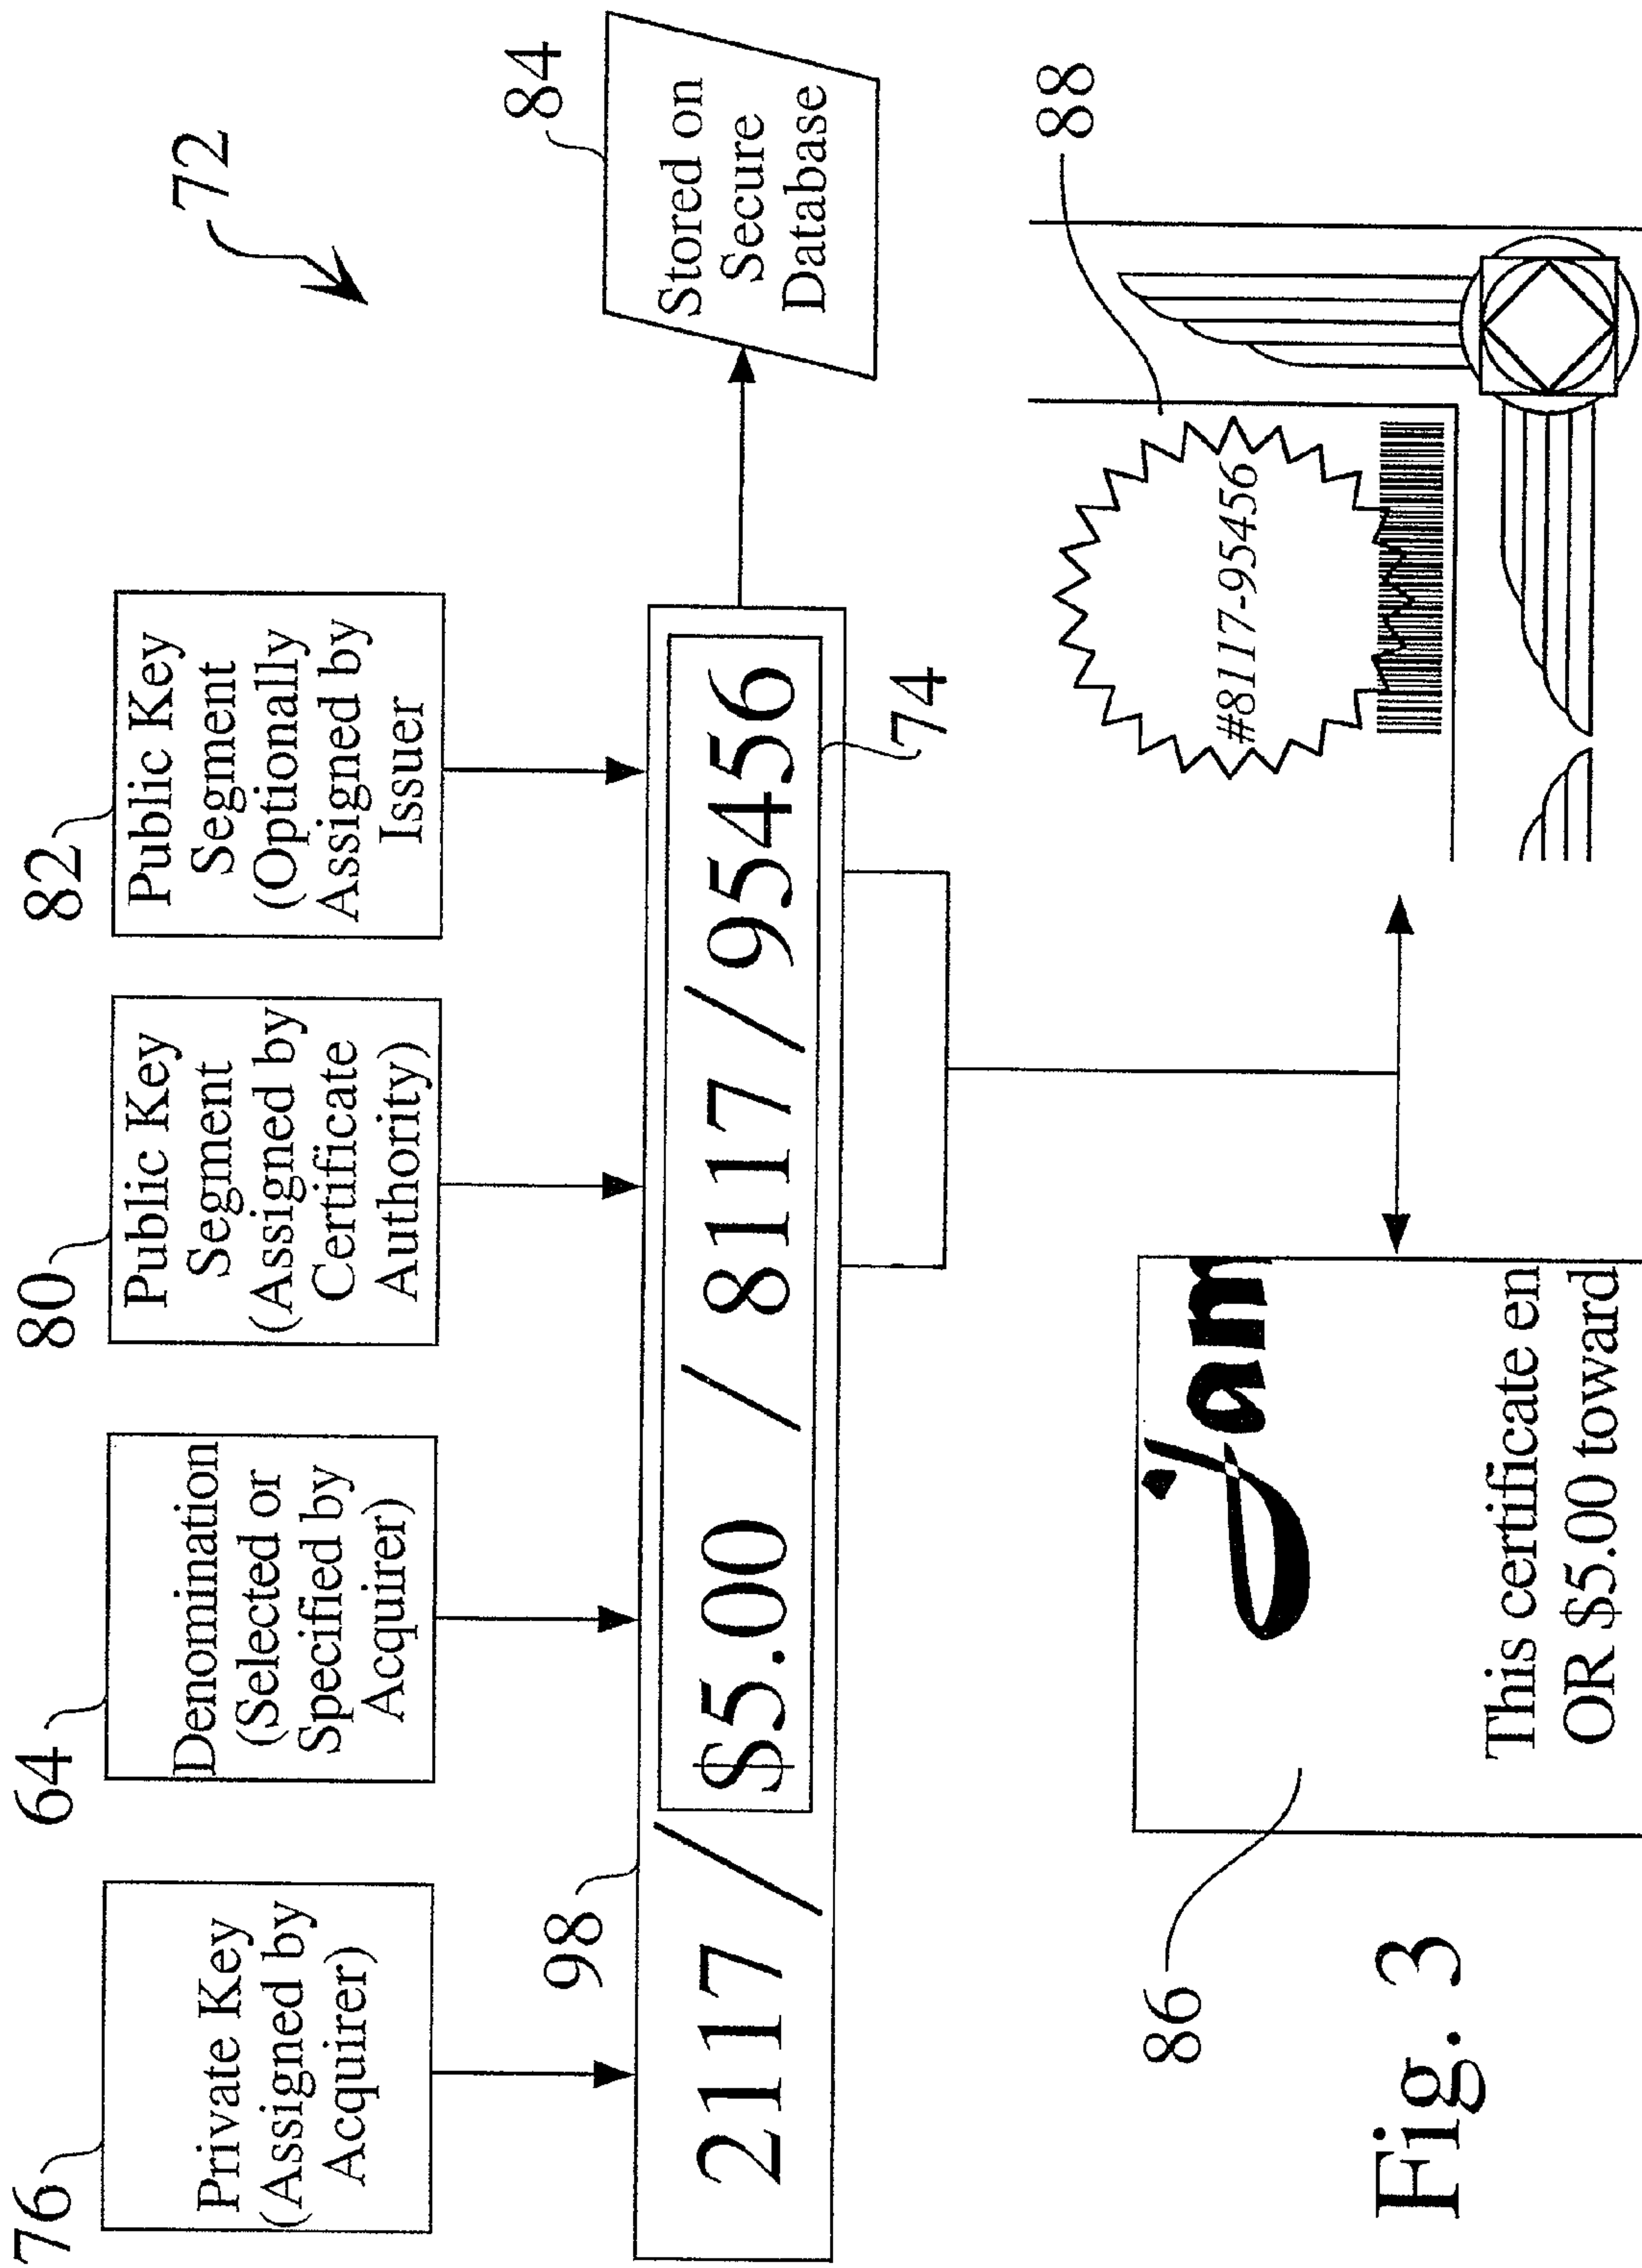 72
76
Private Key
(Assigned by
Acquirer)
64
Denomination
(Selected or
Specified by
Acquirer)
80
Public Key
Segment
(Assigned by
Certificate
Authority)
82
Public Key
Segment
(Optionally
Assigned by
Issuer
98
2117 / $5.00 / 8117 / 95456
74
84
Stored on
Secure
Database
86
Jam
This certificate en
OR $5.00 toward
88
#8117-95456
Fig. 3